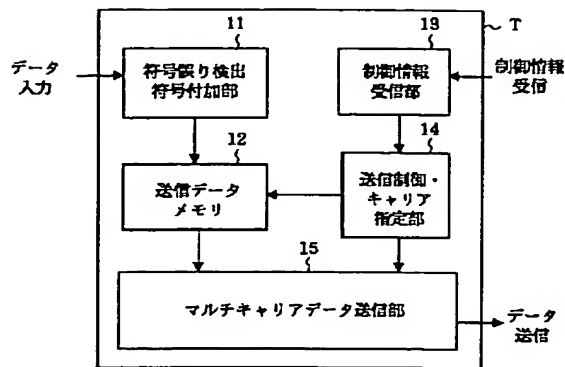 11
13
T
データ
入力
符号誤り検出
符号付加部
制御情報
受信部
制御情報
受信
12
14
送信データ
メモリ
送信制御・
キャリア
指定部
15
マルチキャリアデータ送信部
データ
送信